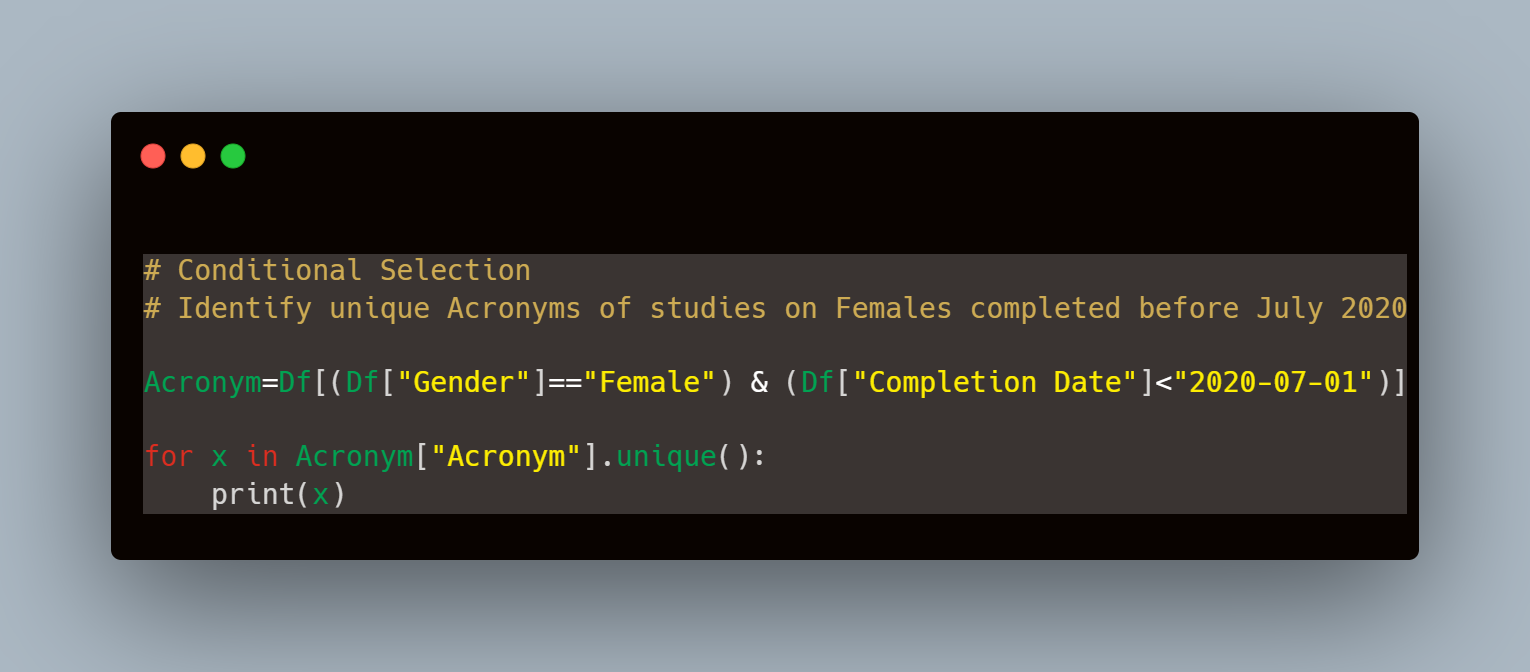 # Conditional Selection
# Identify unique Acronyms of studies on Females completed before July 2020
Acronym=Df[(Df["Gender"]=="Female") & (Df["Completion Date"]<"2020-07-01")]
for x in Acronym["Acronym"].unique():
    print(x)